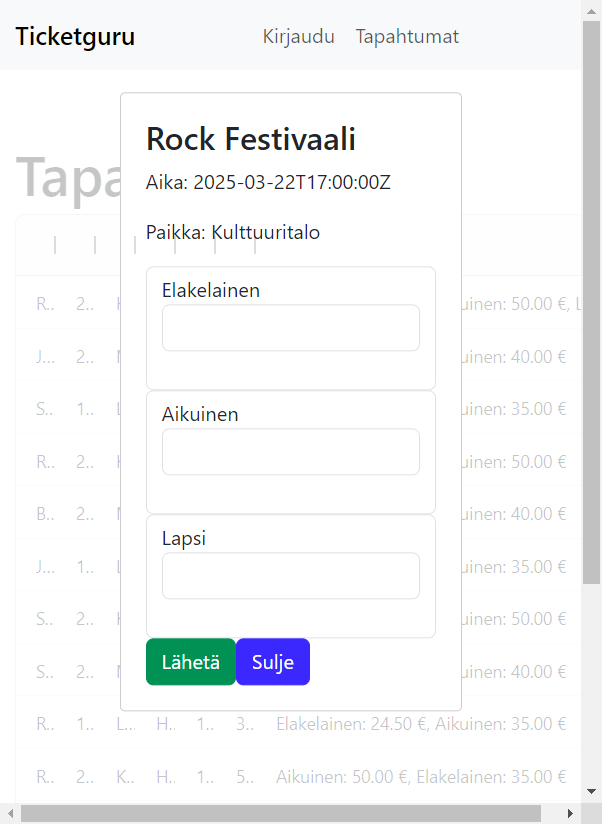 Ticketguru Kirjaudu Tapahtumat
Tapa
Rock Festivaali
Aika: 2025-03-22T17:00:00Z
Paikka: Kulttuuritalo
Elakelainen
Aikuinen
Lapsi
Lähetä Sulje
R.. 2.. uinen: 50.00 €, L
J... 2.. uinen: 40.00 €
S.. 1.. uinen: 35.00 €
R.. 2.. uinen: 50.00 €
B.. 2.. uinen: 40.00 €
J... 1.. uinen: 35.00 €
S.. 2.. uinen: 50.00 €
S.. 2.. uinen: 40.00 €
R.. 1.. L.. H.. 1.. 3.. Elakelainen: 24.50 €, Aikuinen: 35.00 €
R.. 2.. K.. H.. 1.. 5.. Aikuinen: 50.00 €, Elakelainen: 35.00 €